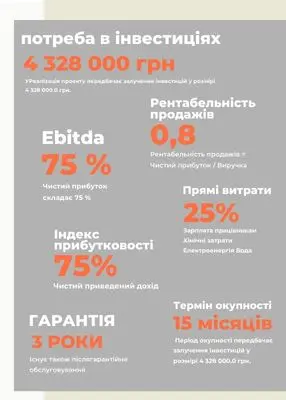 потреба в інвестиціях
4 328 000 грн
УРеалізація проекту передбачає залучення інвестицій у розмірі
4 328 000,0 грн.
Рентабельність
продажів
0,8
Рентабельність продажів =
Чистий прибуток / Виручка
Ebitda
75 %
Чистий прибуток
складає 75 %
Прямі витрати
25%
Зарплата працівникам
Хімічні затрати
Електроенергія Вода
Індекс
прибутковості
75%
Чистий приведений дохід
ГАРАНТІЯ
3 РОКИ
Існує також післягарантійне
обслуговування
Термін окупності
15 місяців
Період окупності передбачає
залучення інвестицій у
розмірі 4 328 000,0 грн.